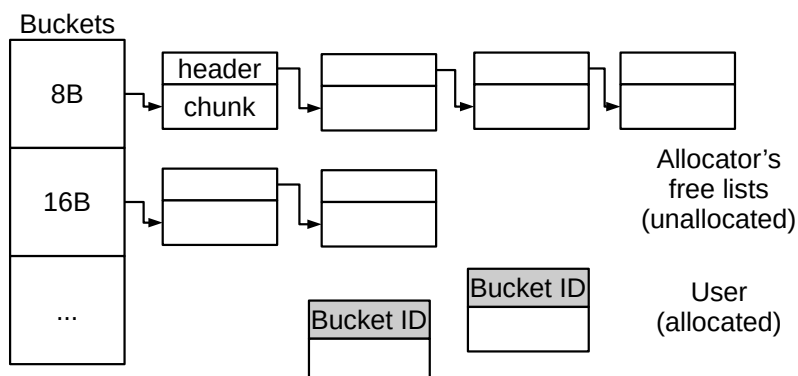 Buckets
8B
header
chunk
Allocator's
free lists
(unallocated)
16B
...
Bucket ID
Bucket ID
User
(allocated)